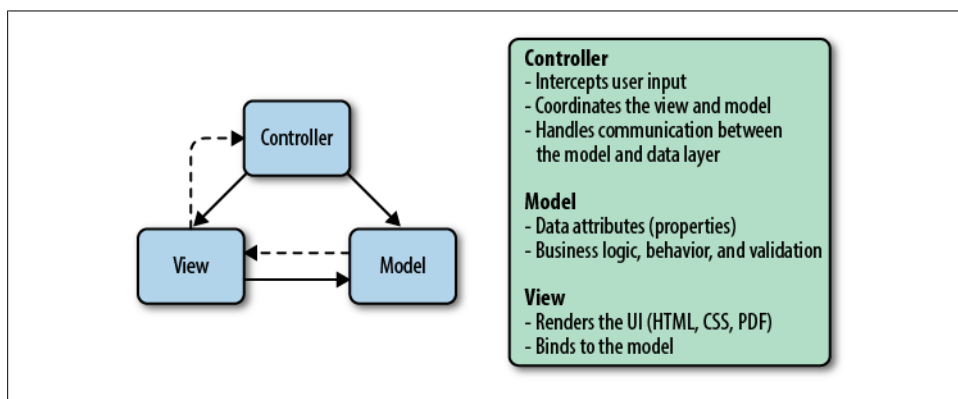 Controller
View
Model
Controller
- Intercepts user input
- Coordinates the view and model
- Handles communication between
the model and data layer
Model
- Data attributes (properties)
- Business logic, behavior, and validation
View
- Renders the UI (HTML, CSS, PDF)
- Binds to the model